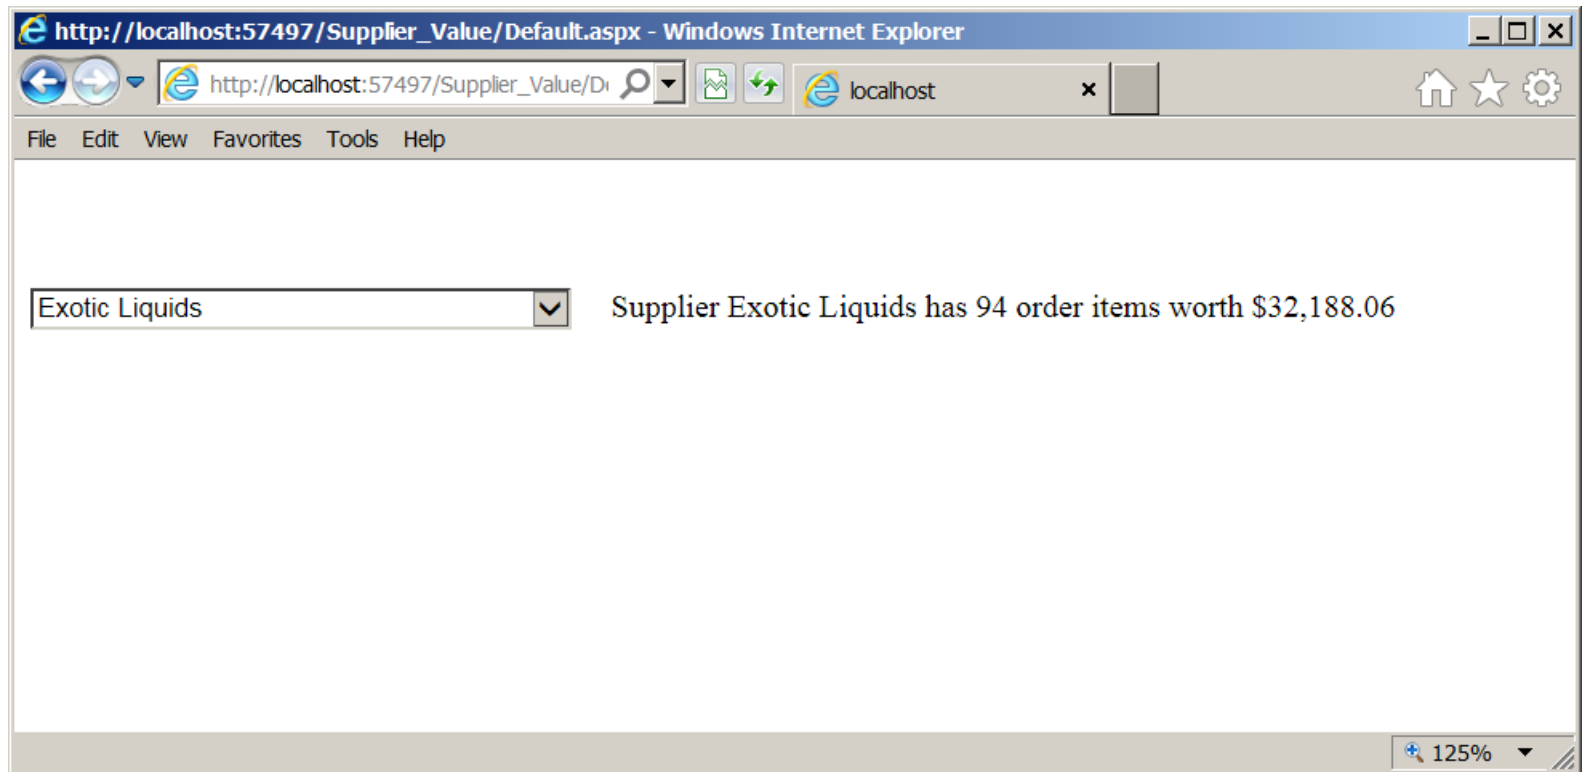 http://localhost:57497/Supplier_Value/Default.aspx - Windows Internet Explorer
http://localhost:57497/Supplier_Value/D localhost
File Edit View Favorites Tools Help
Exotic Liquids Supplier Exotic Liquids has 94 order items worth $32,188.06
125%